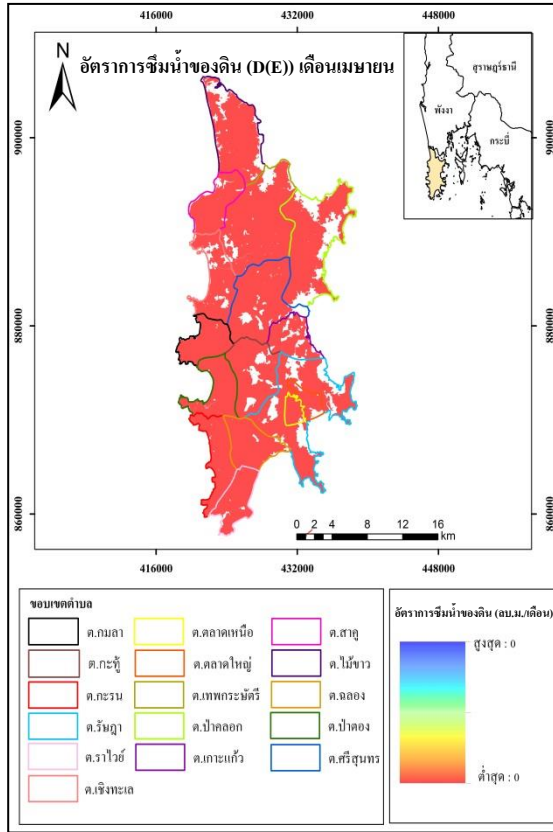 416000 432000 448000
N
อัตราการซึมน้ำของดิน (D(E)) เดือนเมษายน
สุราษฎร์ธานี
พังงา
กระบี่
900000 900000
880000 880000
860000 860000
0 2 4 8 12 16
km
416000 432000 448000
ขอบเขตตำบล
ต.กมลา ต.ตลาดเหนือ ต.สาคู
ต.กะทู้ ต.ตลาดใหญ่ ต.ไม้ขาว
ต.กะรน ต.เทพกระษัตรี ต.ฉลอง
ต.รัษฎา ต.ป่าคลอก ต.ป่าตอง
ต.ราไวย์ ต.เกาะแก้ว ต.ศรีสุนทร
ต.เชิงทะเล
อัตราการซึมน้ำของดิน (ลบ.ม./เดือน)
สูงสุด : 0
ต่ำสุด : 0